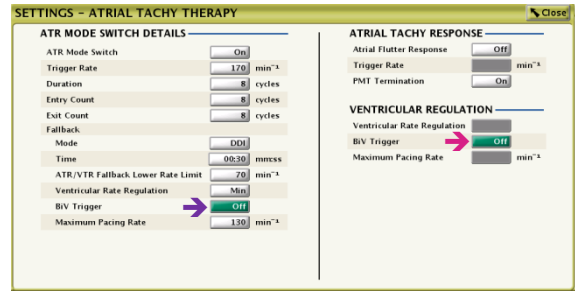 SETTINGS - ATRIAL TACHY THERAPY Close
ATR MODE SWITCH DETAILS
ATR Mode Switch On
Trigger Rate 170 min⁻¹
Duration 8 cycles
Entry Count 8 cycles
Exit Count 8 cycles
Fallback
Mode DDI
Time 00:30 mm:ss
ATR/VTR Fallback Lower Rate Limit 70 min⁻¹
Ventricular Rate Regulation Min
BiV Trigger Off
Maximum Pacing Rate 130 min⁻¹
ATRIAL TACHY RESPONSE
Atrial Flutter Response Off
Trigger Rate min⁻¹
PMT Termination On
VENTRICULAR REGULATION
Ventricular Rate Regulation
BiV Trigger Off
Maximum Pacing Rate min⁻¹